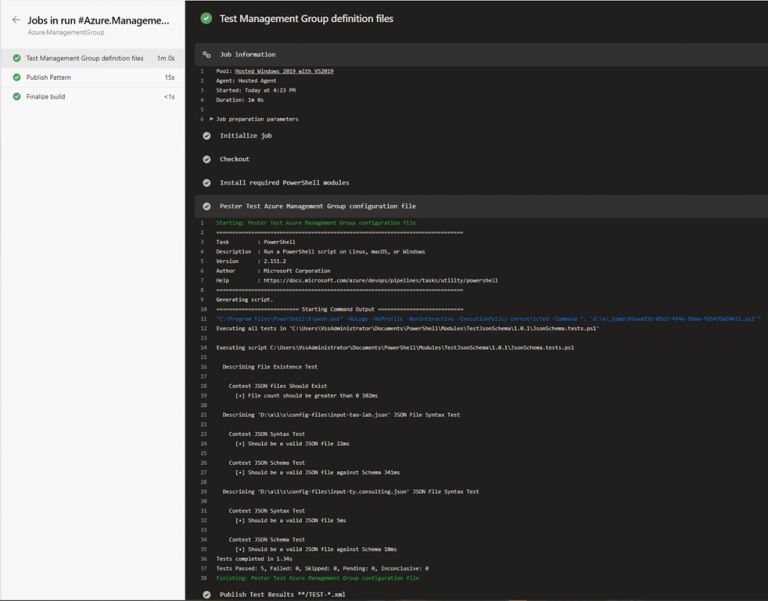 Jobs in run #Azure.Manageme...
Azure.ManagementGroup
Test Management Group definition files 1m 0s
Publish Pattern 15s
Finalize build <1s
Test Management Group definition files
Job information
1 Pool: Hosted Windows 2019 with VS2019
2 Agent: Hosted Agent
3 Started: Today at 4:23 PM
4 Duration: 1m 0s
5
6 Job preparation parameters
Initialize job
Checkout
Install required PowerShell modules
Pester Test Azure Management Group configuration file
1 Starting: Pester Test Azure Management Group configuration file
2 ==============================================================================
3 Task : PowerShell
4 Description : Run a PowerShell script on Linux, macOS, or Windows
5 Version : 2.151.2
6 Author : Microsoft Corporation
7 Help : https://docs.microsoft.com/azure/devops/pipelines/tasks/utility/powershell
8 ==============================================================================
9 Generating script.
10 ========================== Starting Command Output ===========================
11 "C:\Program Files\PowerShell\6\pwsh.exe" -NoLogo -NoProfile -NonInteractive -ExecutionPolicy Unrestricted -Command ". 'd:\a\_temp\
12 Executing all tests in 'C:\Users\VssAdministrator\Documents\PowerShell\Modules\TestJsonSchema\1.0.1\JsonSchema.tests.ps1'
13
14 Executing script C:\Users\VssAdministrator\Documents\PowerShell\Modules\TestJsonSchema\1.0.1\JsonSchema.tests.ps1
15
16 Describing File Existence Test
17
18 Context JSON files Should Exist
19 [+] File count should be greater than 0 102ms
20
21 Describing 'D:\a\1\s\config-files\input-tao-lab.json' JSON File Syntax Test
22
23 Context JSON Syntax Test
24 [+] Should be a valid JSON file 22ms
25
26 Context JSON Schema Test
27 [+] Should be a valid JSON file against Schema 341ms
28
29 Describing 'D:\a\1\s\config-files\input-ty.consulting.json' JSON File Syntax Test
30
31 Context JSON Syntax Test
32 [+] Should be a valid JSON file 5ms
33
34 Context JSON Schema Test
35 [+] Should be a valid JSON file against Schema 10ms
36 Tests completed in 1.34s
37 Tests Passed: 5, Failed: 0, Skipped: 0, Pending: 0, Inconclusive: 0
38 Finishing: Pester Test Azure Management Group configuration file
Publish Test Results **/TEST-*.xml